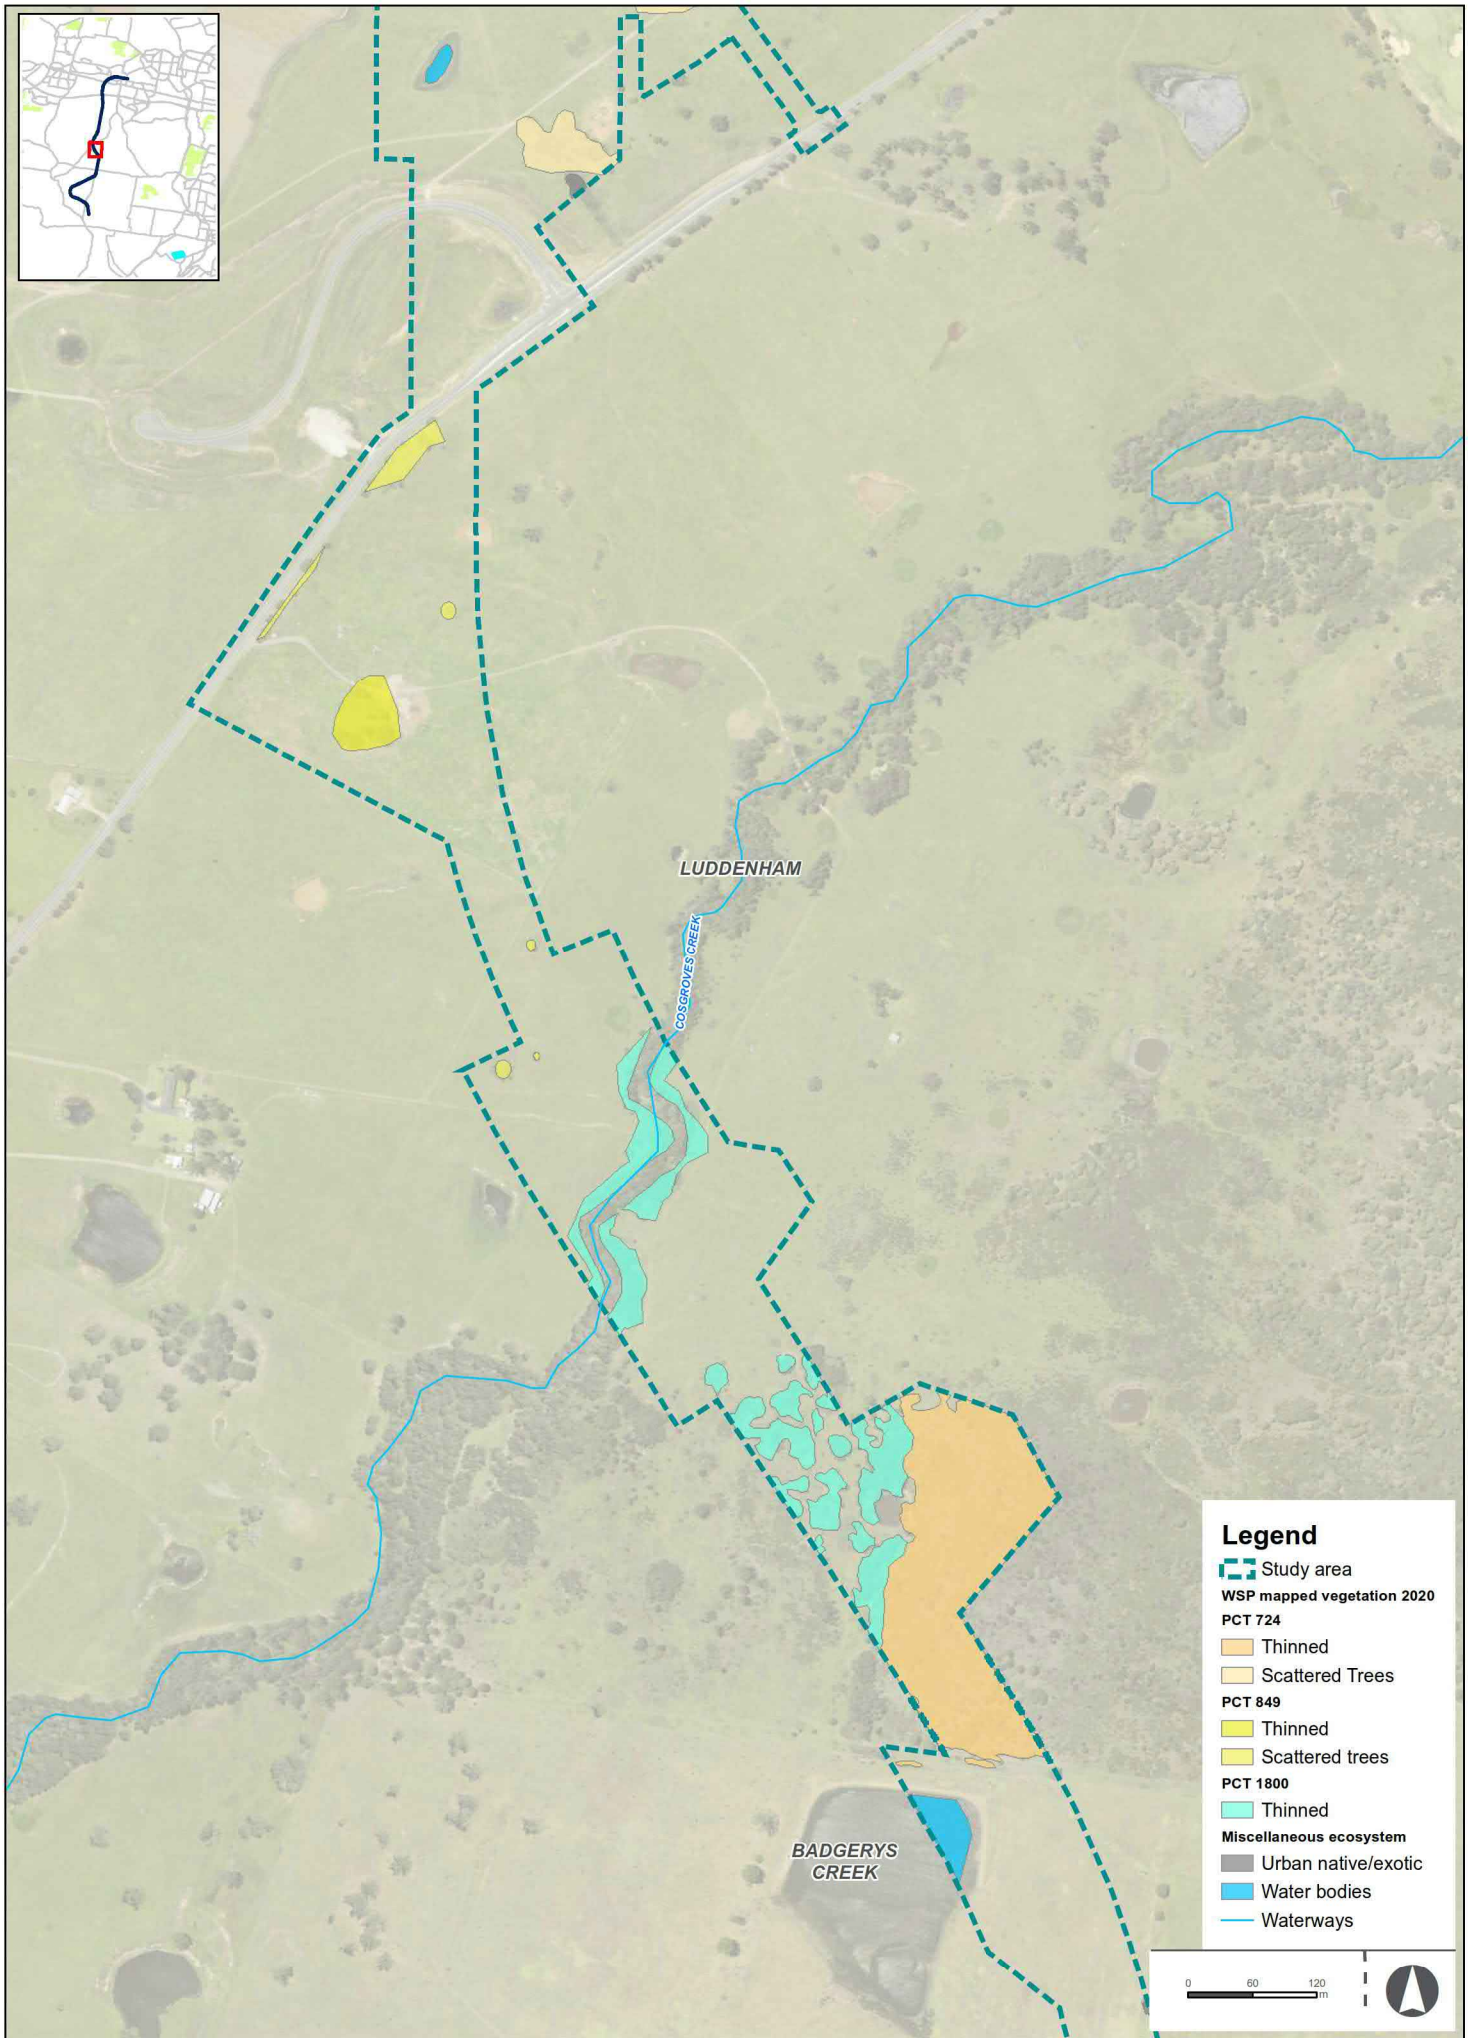 LUDDENHAM
COSGROVES CREEK
BADGERYS
CREEK
Legend
Study area
WSP mapped vegetation 2020
PCT 724
Thinned
Scattered Trees
PCT 849
Thinned
Scattered trees
PCT 1800
Thinned
Miscellaneous ecosystem
Urban native/exotic
Water bodies
Waterways
0 60 120
m